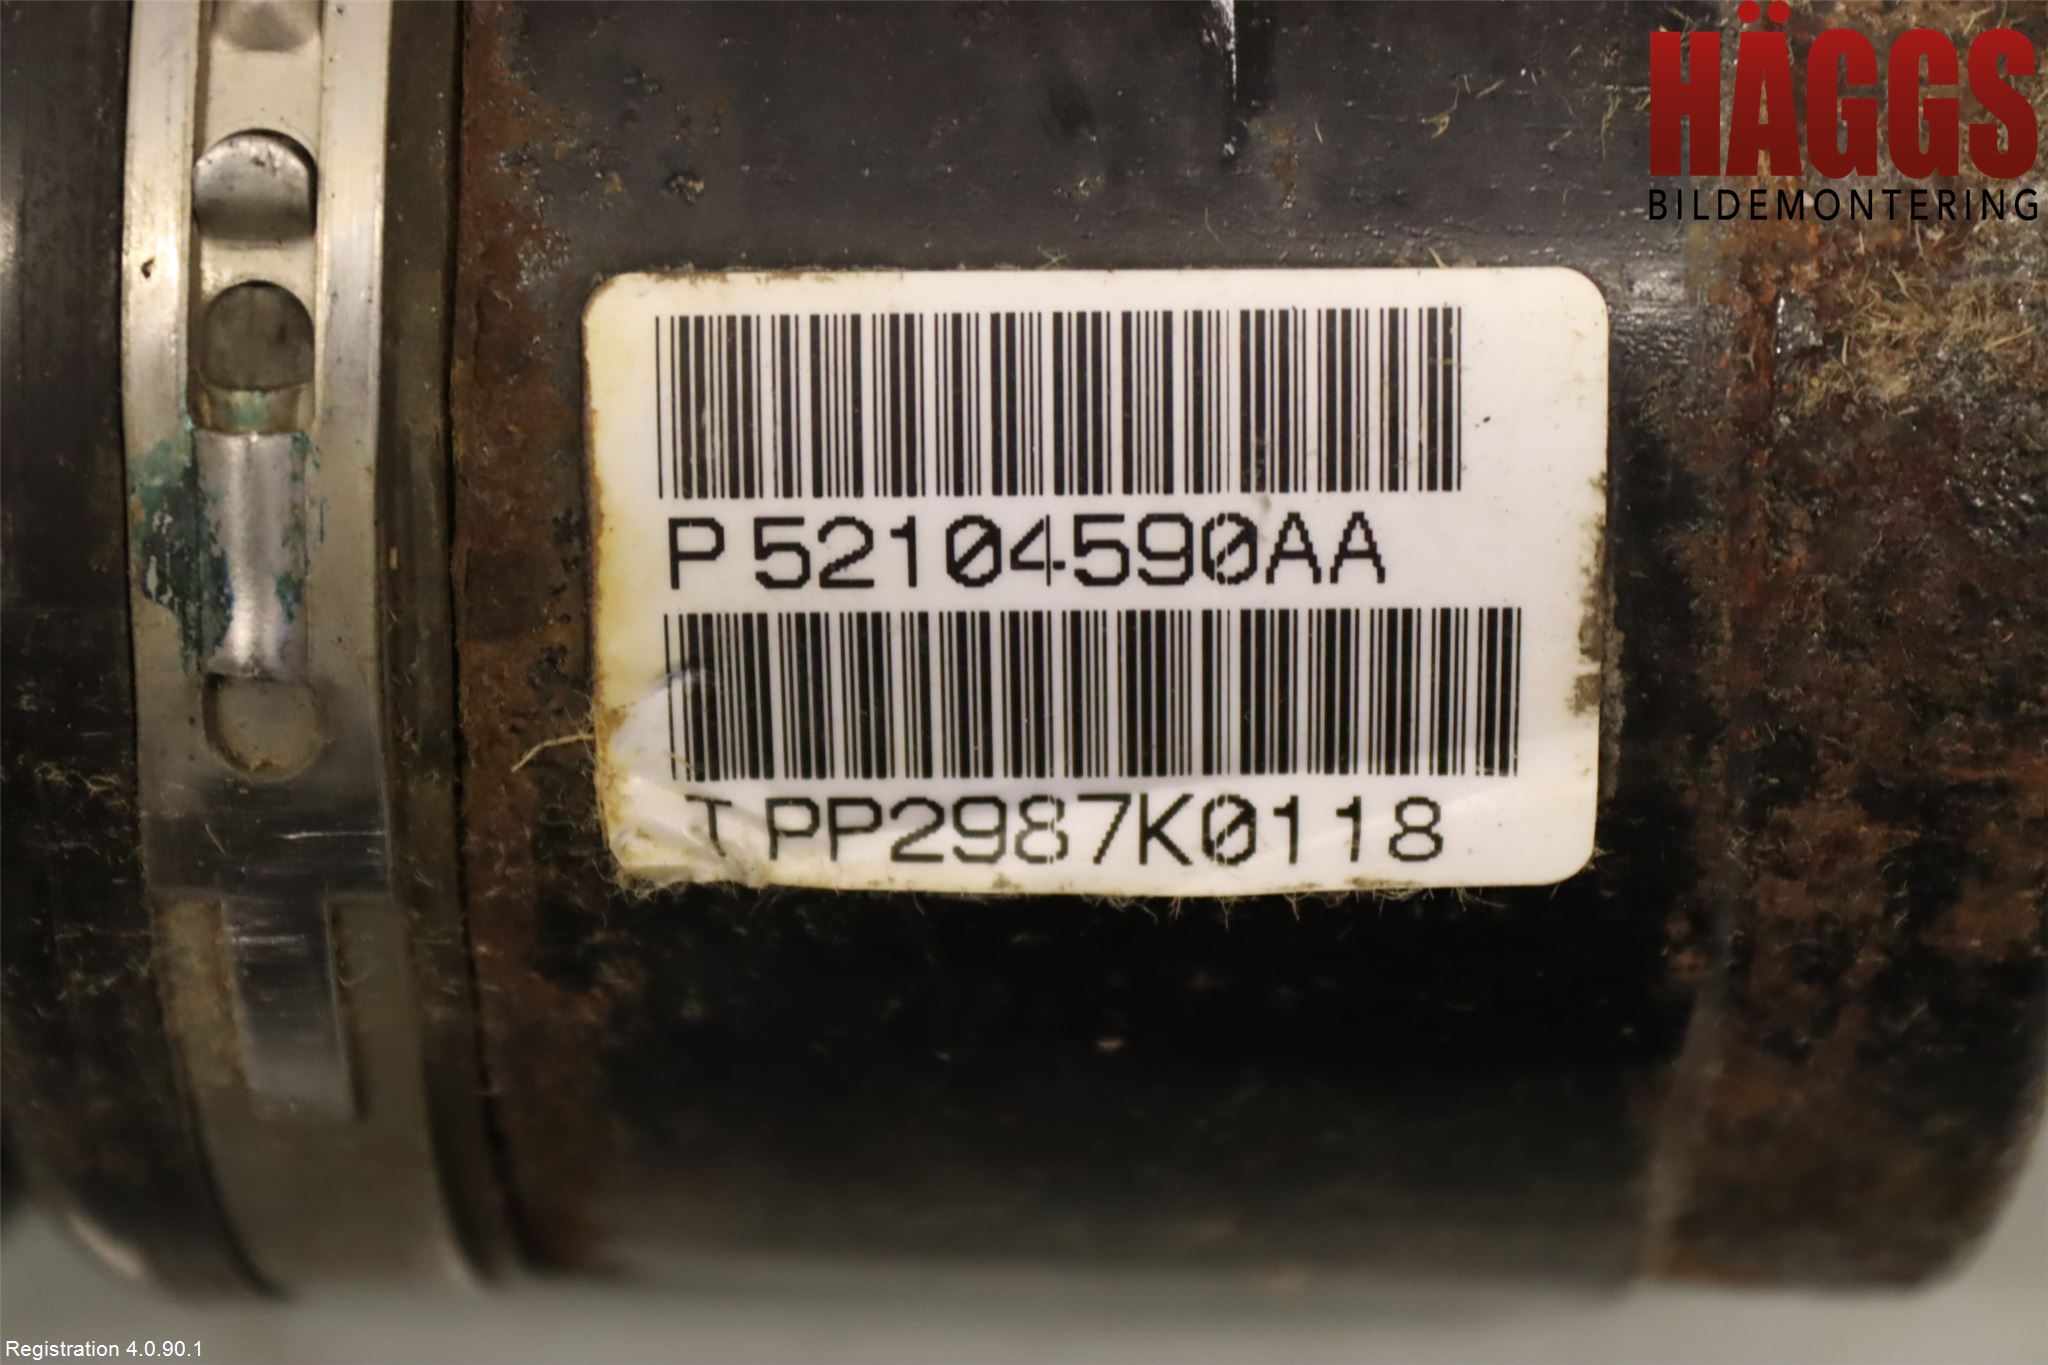 HÄGGS
BILDEMONTERING
P 52104590AA
T PP2987K0118
Registration 4.0.90.1